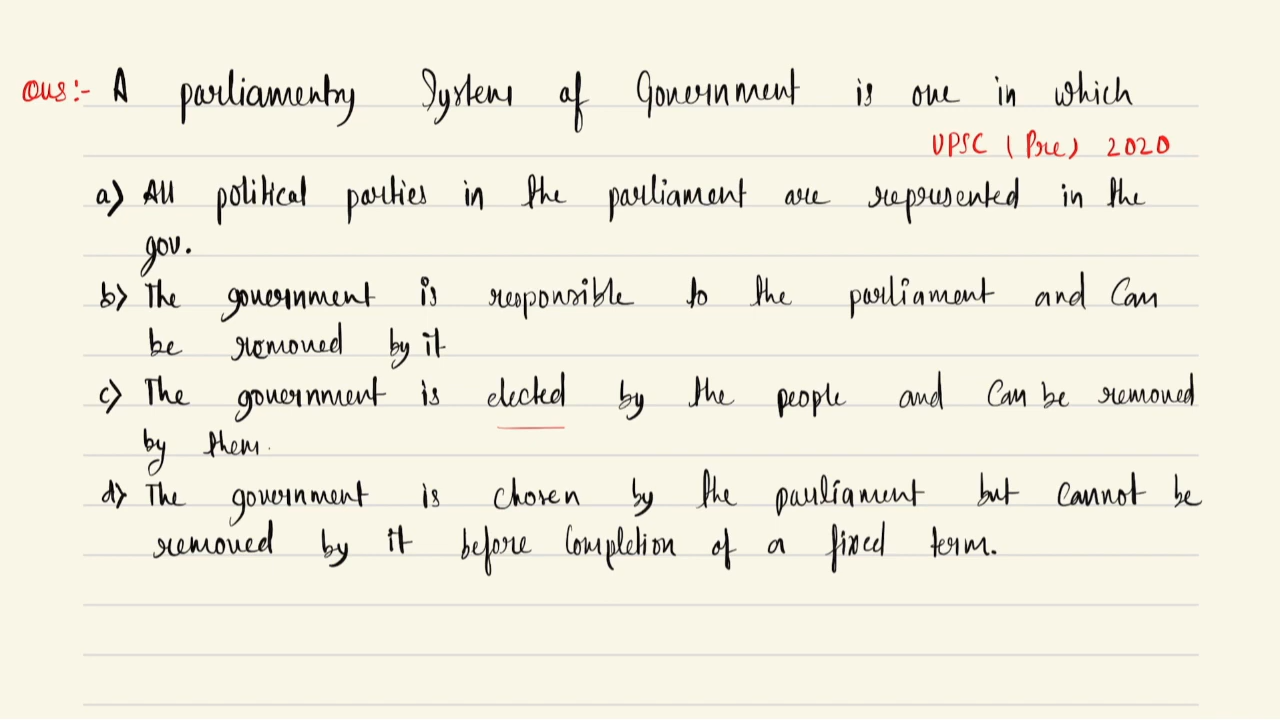 Ques:- A parliamentry System of Government is one in which
UPSC (Pre) 2020
a) All political parties in the parliament are represented in the
gov.
b) The government is responsible to the parliament and Can
be removed by it
c) The government is elected by the people and Can be removed
by them.
d) The government is chosen by the parliament but Cannot be
removed by it before Completion of a fixed term.